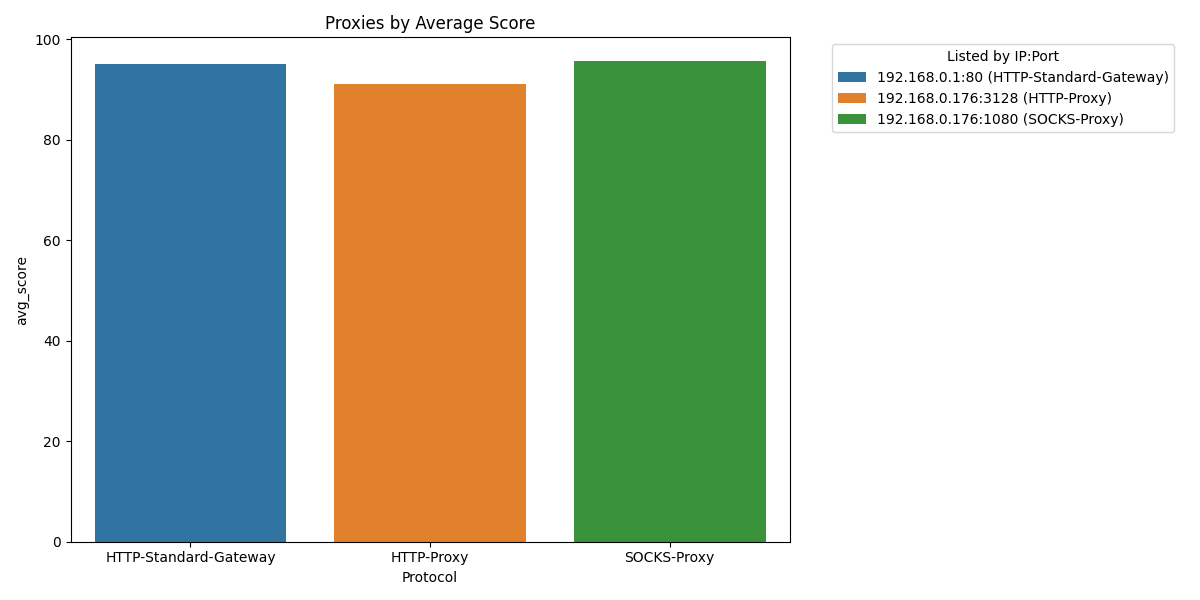 Proxies by Average Score
100
80
60
40
20
0
avg_score
HTTP-Standard-Gateway
HTTP-Proxy
SOCKS-Proxy
Protocol
Listed by IP:Port
192.168.0.1:80 (HTTP-Standard-Gateway)
192.168.0.176:3128 (HTTP-Proxy)
192.168.0.176:1080 (SOCKS-Proxy)